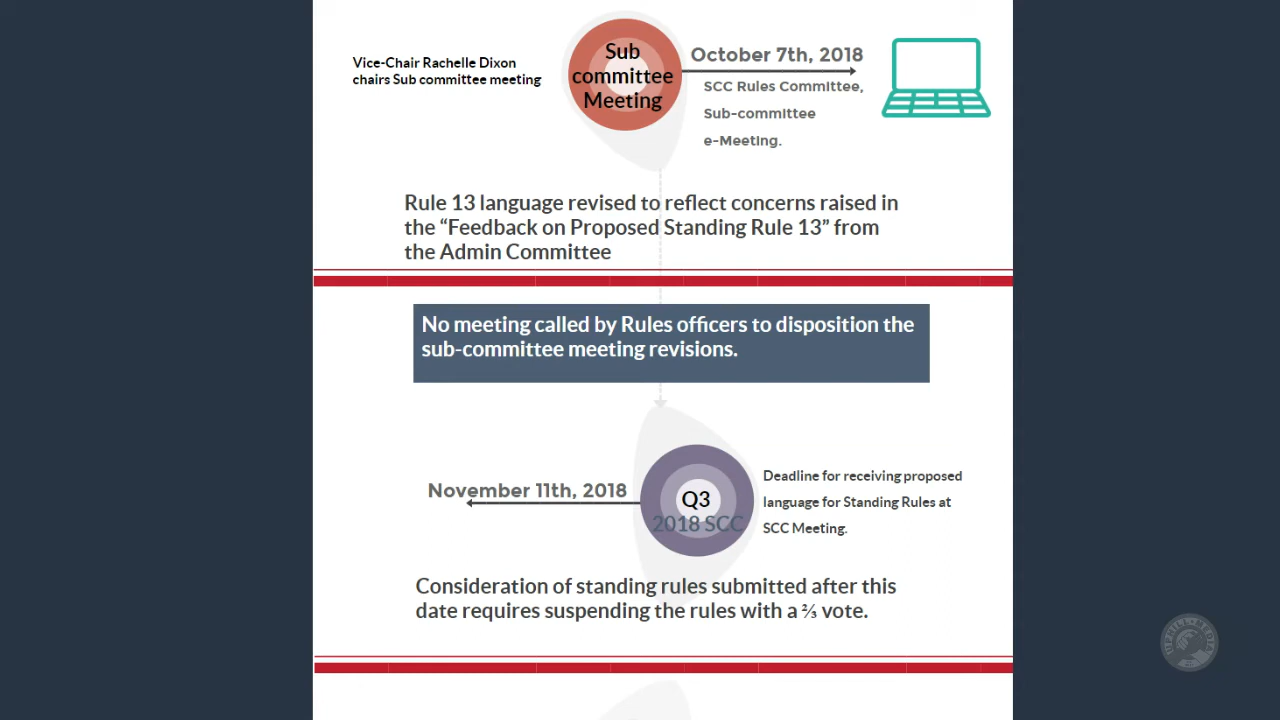 Vice-Chair Rachelle Dixon
chairs Sub committee meeting
Sub
committee
Meeting
October 7th, 2018
SCC Rules Committee,
Sub-committee
e-Meeting.
Rule 13 language revised to reflect concerns raised in
the “Feedback on Proposed Standing Rule 13” from
the Admin Committee
No meeting called by Rules officers to disposition the
sub-committee meeting revisions.
November 11th, 2018
Q3
2018 SCC
Deadline for receiving proposed
language for Standing Rules at
SCC Meeting.
Consideration of standing rules submitted after this
date requires suspending the rules with a ⅔ vote.
UPHILL MEDIA